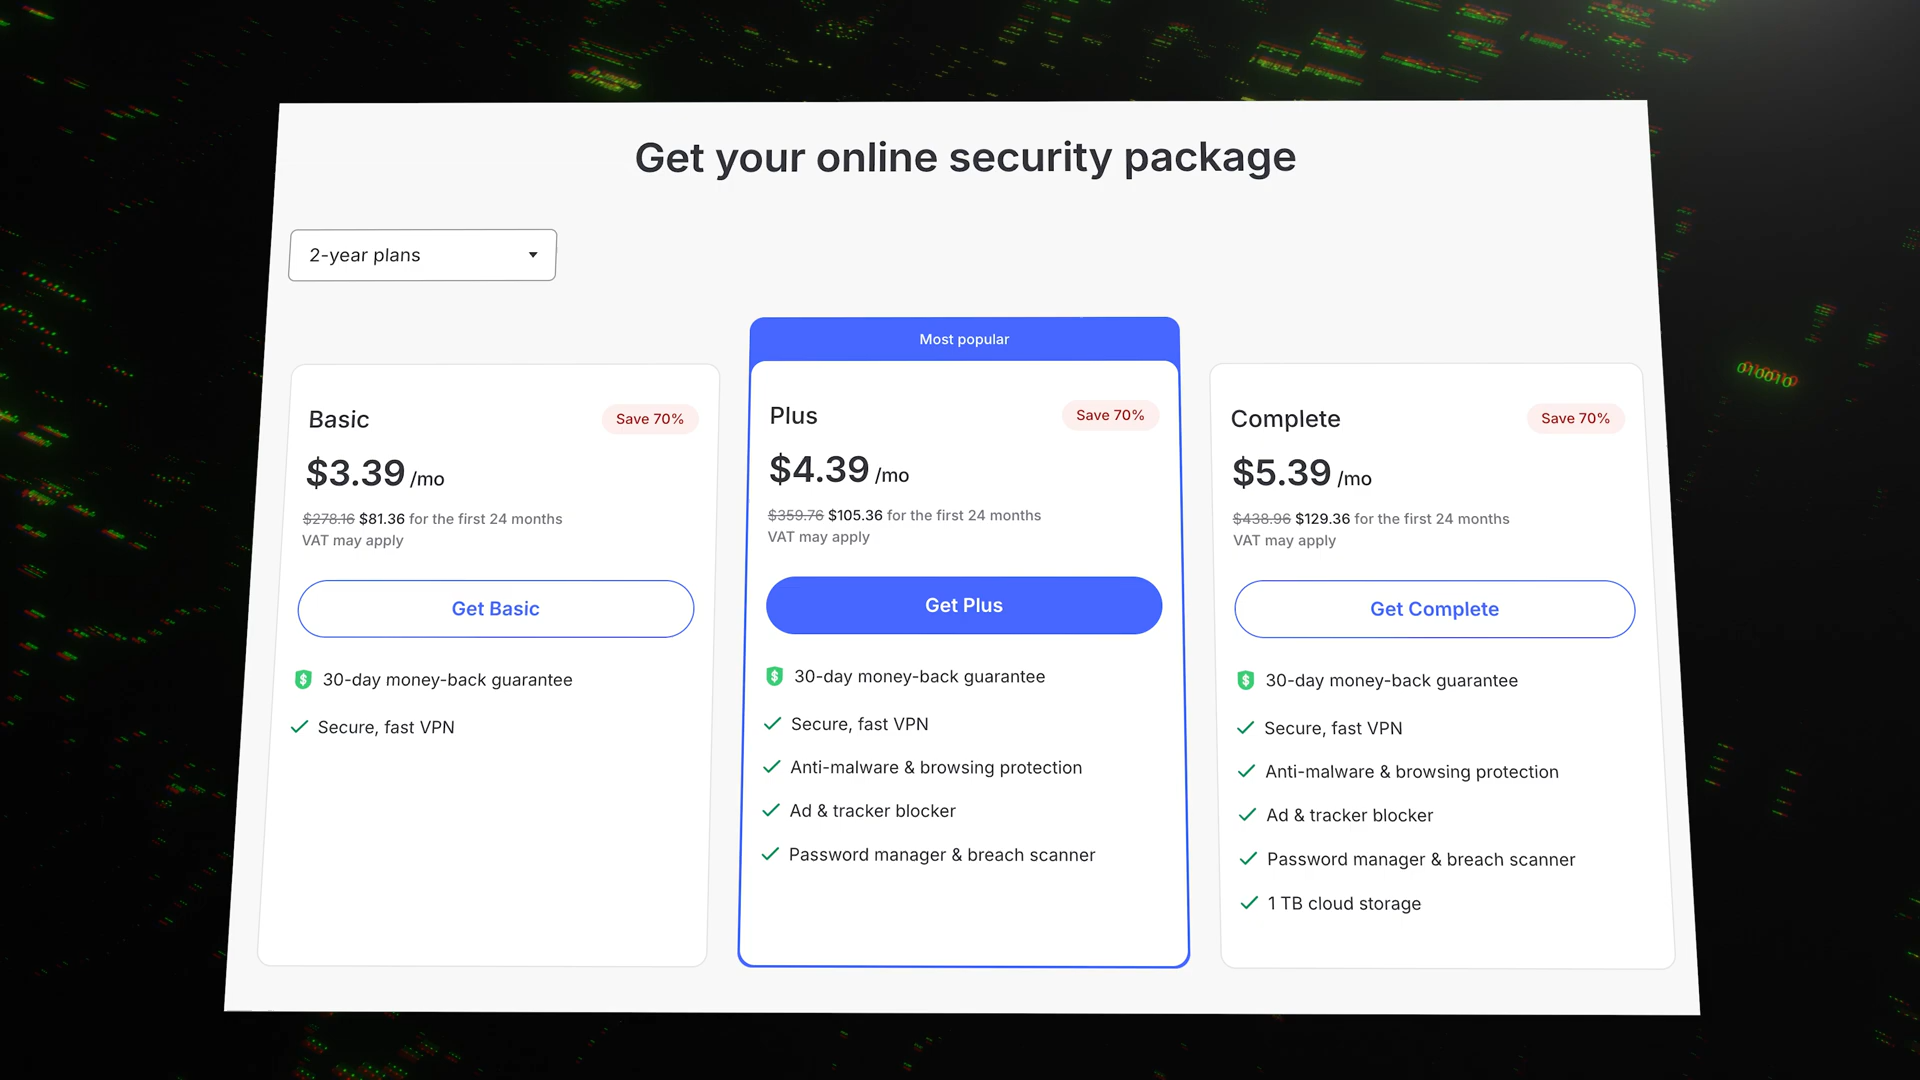 Get your online security package
2-year plans
Most popular
Basic
Save 70%
$3.39 /mo
$278.16 $81.36 for the first 24 months
VAT may apply
Get Basic
30-day money-back guarantee
Secure, fast VPN
Plus
Save 70%
$4.39 /mo
$359.76 $105.36 for the first 24 months
VAT may apply
Get Plus
30-day money-back guarantee
Secure, fast VPN
Anti-malware & browsing protection
Ad & tracker blocker
Password manager & breach scanner
Complete
Save 70%
$5.39 /mo
$438.96 $129.36 for the first 24 months
VAT may apply
Get Complete
30-day money-back guarantee
Secure, fast VPN
Anti-malware & browsing protection
Ad & tracker blocker
Password manager & breach scanner
1 TB cloud storage
010010